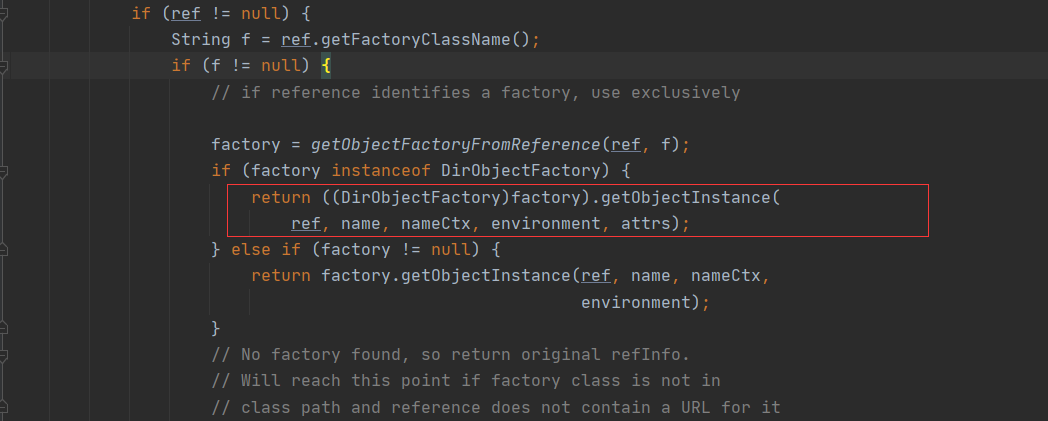 if (ref != null) {
String f = ref.getFactoryClassName();
if (f != null) {
// if reference identifies a factory, use exclusively
factory = getObjectFactoryFromReference(ref, f);
if (factory instanceof DirObjectFactory) {
return ((DirObjectFactory)factory).getObjectInstance(
ref, name, nameCtx, environment, attrs);
} else if (factory != null) {
return factory.getObjectInstance(ref, name, nameCtx,
environment);
}
// No factory found, so return original refInfo.
// Will reach this point if factory class is not in
// class path and reference does not contain a URL for it